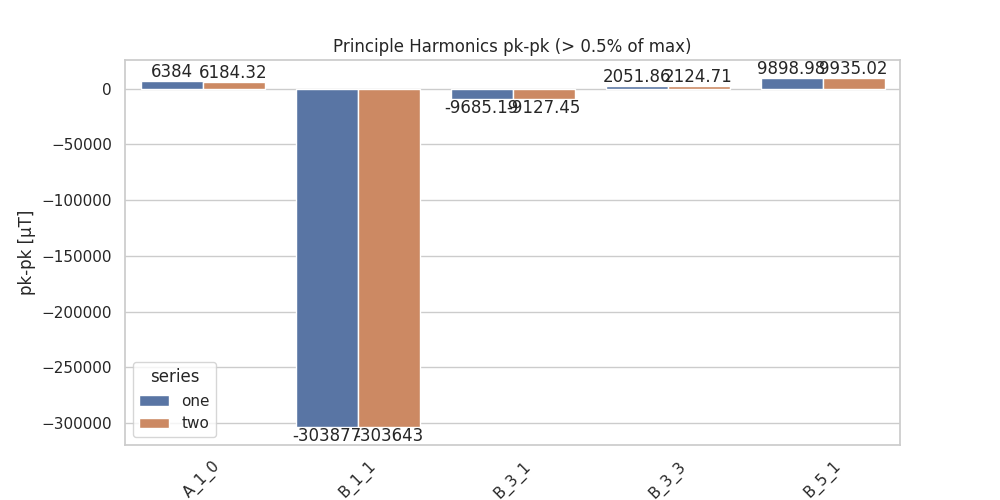 Principle Harmonics pk-pk (> 0.5% of max)
6384 6184.32 2051.86 2124.71 9898.98 9935.02
0
-9685.19 -9127.45
−50000
−100000
−150000
−200000
−250000
−300000
pk-pk [µT]
series
one
two
-303877 -303643
A_1_0 B_1_1 B_3_1 B_3_3 B_5_1